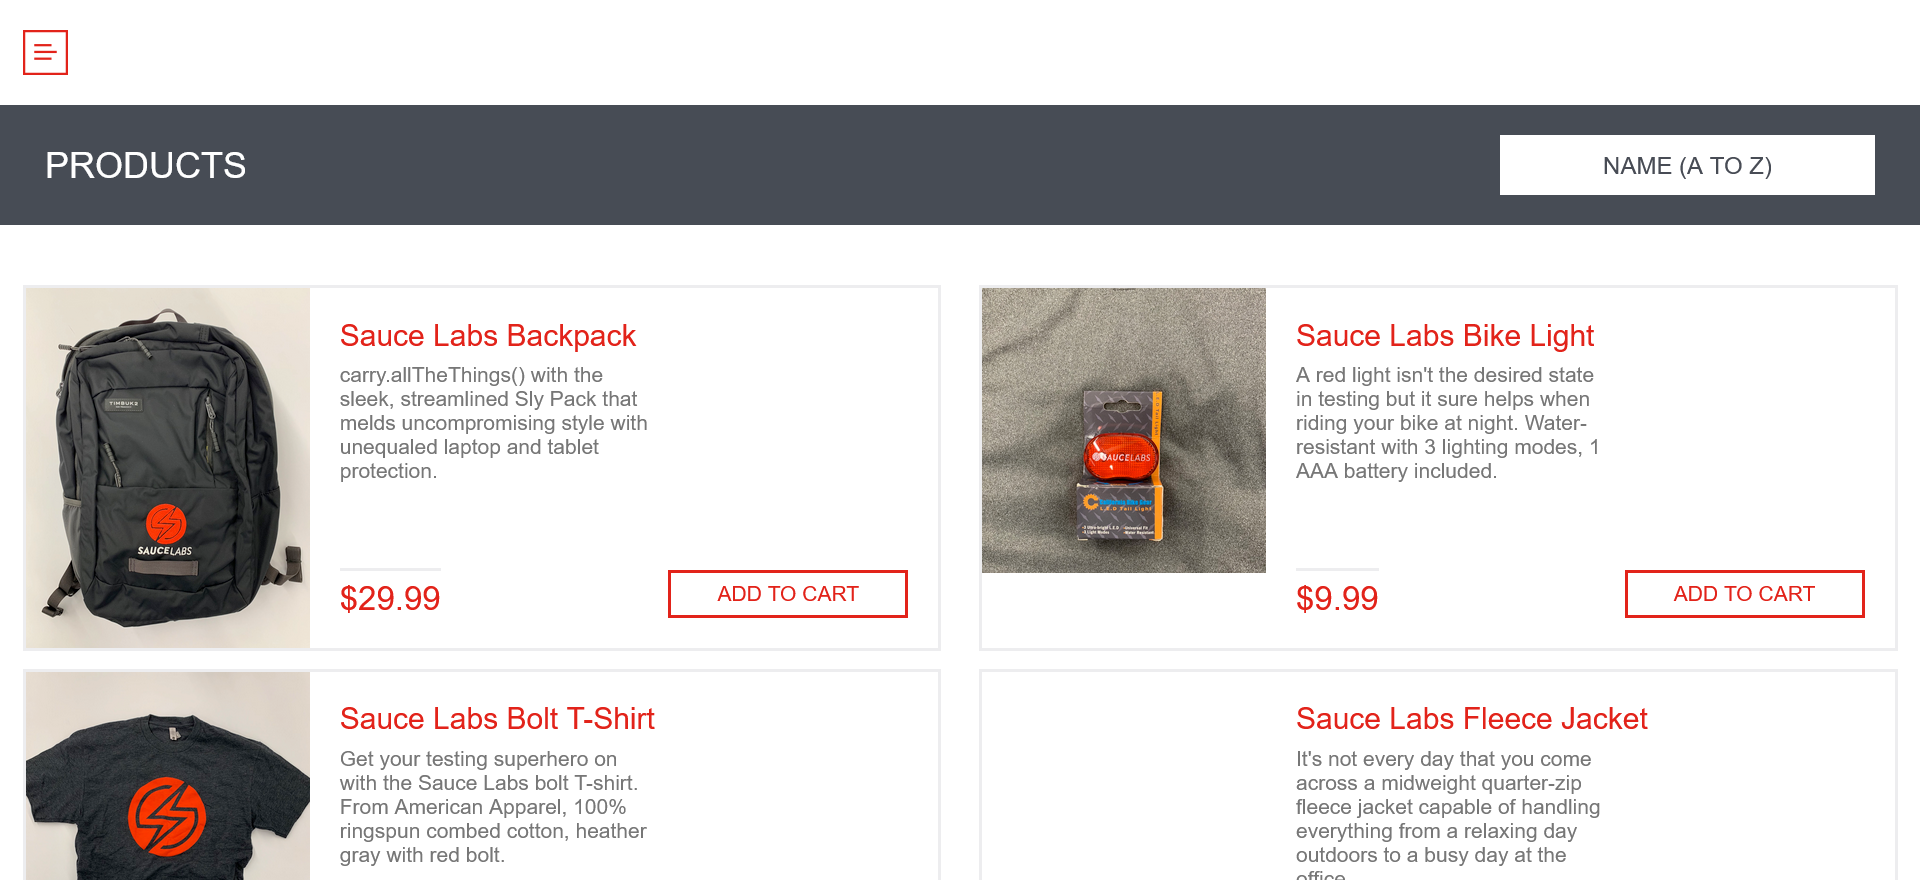 PRODUCTS
NAME (A TO Z)
TIMBUK2
SAUCELABS
Sauce Labs Backpack
carry.allTheThings() with the
sleek, streamlined Sly Pack that
melds uncompromising style with
unequaled laptop and tablet
protection.
$29.99
ADD TO CART
SAUCELABS
L.E.D Tail Light
Sauce Labs Bike Light
A red light isn't the desired state
in testing but it sure helps when
riding your bike at night. Water-
resistant with 3 lighting modes, 1
AAA battery included.
$9.99
ADD TO CART
Sauce Labs Bolt T-Shirt
Get your testing superhero on
with the Sauce Labs bolt T-shirt.
From American Apparel, 100%
ringspun combed cotton, heather
gray with red bolt.
Sauce Labs Fleece Jacket
It's not every day that you come
across a midweight quarter-zip
fleece jacket capable of handling
everything from a relaxing day
outdoors to a busy day at the
office